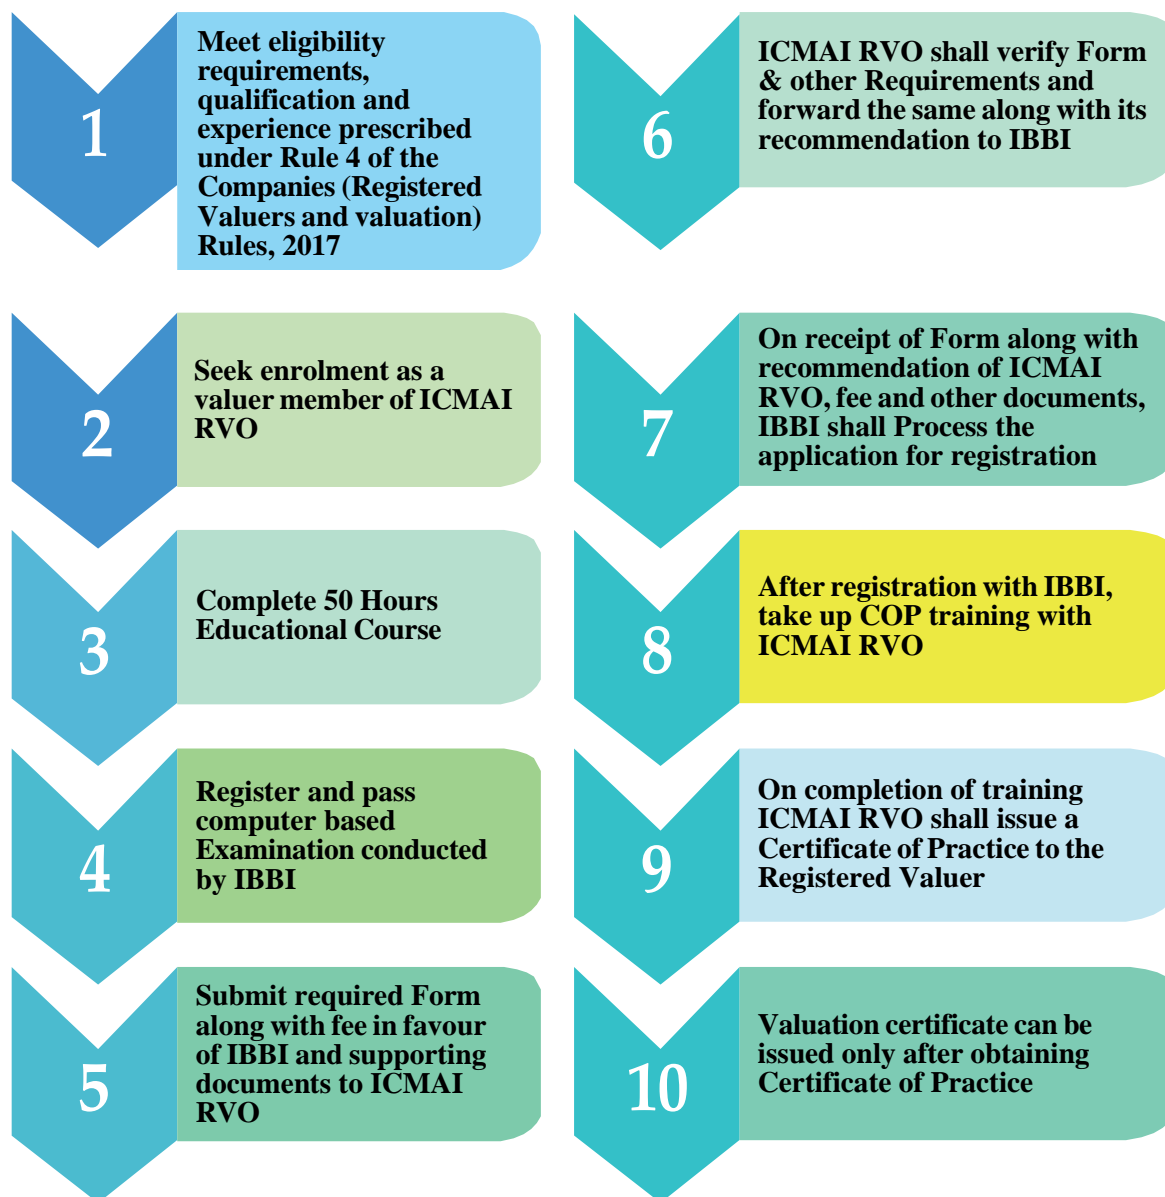 1
Meet eligibility
requirements,
qualification and
experience prescribed
under Rule 4 of the
Companies (Registered
Valuers and valuation)
Rules, 2017
2
Seek enrolment as a
valuer member of ICMAI
RVO
3
Complete 50 Hours
Educational Course
4
Register and pass
computer based
Examination conducted
by IBBI
5
Submit required Form
along with fee in favour
of IBBI and supporting
documents to ICMAI
RVO
6
ICMAI RVO shall verify Form
& other Requirements and
forward the same along with its
recommendation to IBBI
7
On receipt of Form along with
recommendation of ICMAI
RVO, fee and other documents,
IBBI shall Process the
application for registration
8
After registration with IBBI,
take up COP training with
ICMAI RVO
9
On completion of training
ICMAI RVO shall issue a
Certificate of Practice to the
Registered Valuer
10
Valuation certificate can be
issued only after obtaining
Certificate of Practice